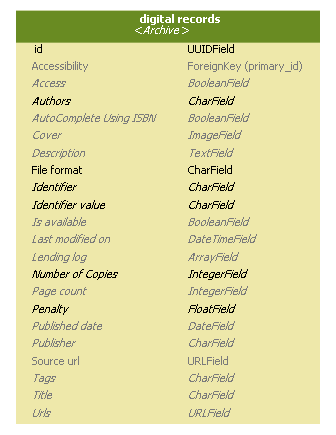 digital records
<Archive>
id UUIDField
Accessibility ForeignKey (primary_id)
Access BooleanField
Authors CharField
AutoComplete Using ISBN BooleanField
Cover ImageField
Description TextField
File format CharField
Identifier CharField
Identifier value CharField
Is available BooleanField
Last modified on DateTimeField
Lending log ArrayField
Number of Copies IntegerField
Page count IntegerField
Penalty FloatField
Published date DateField
Publisher CharField
Source url URLField
Tags CharField
Title CharField
Urls URLField